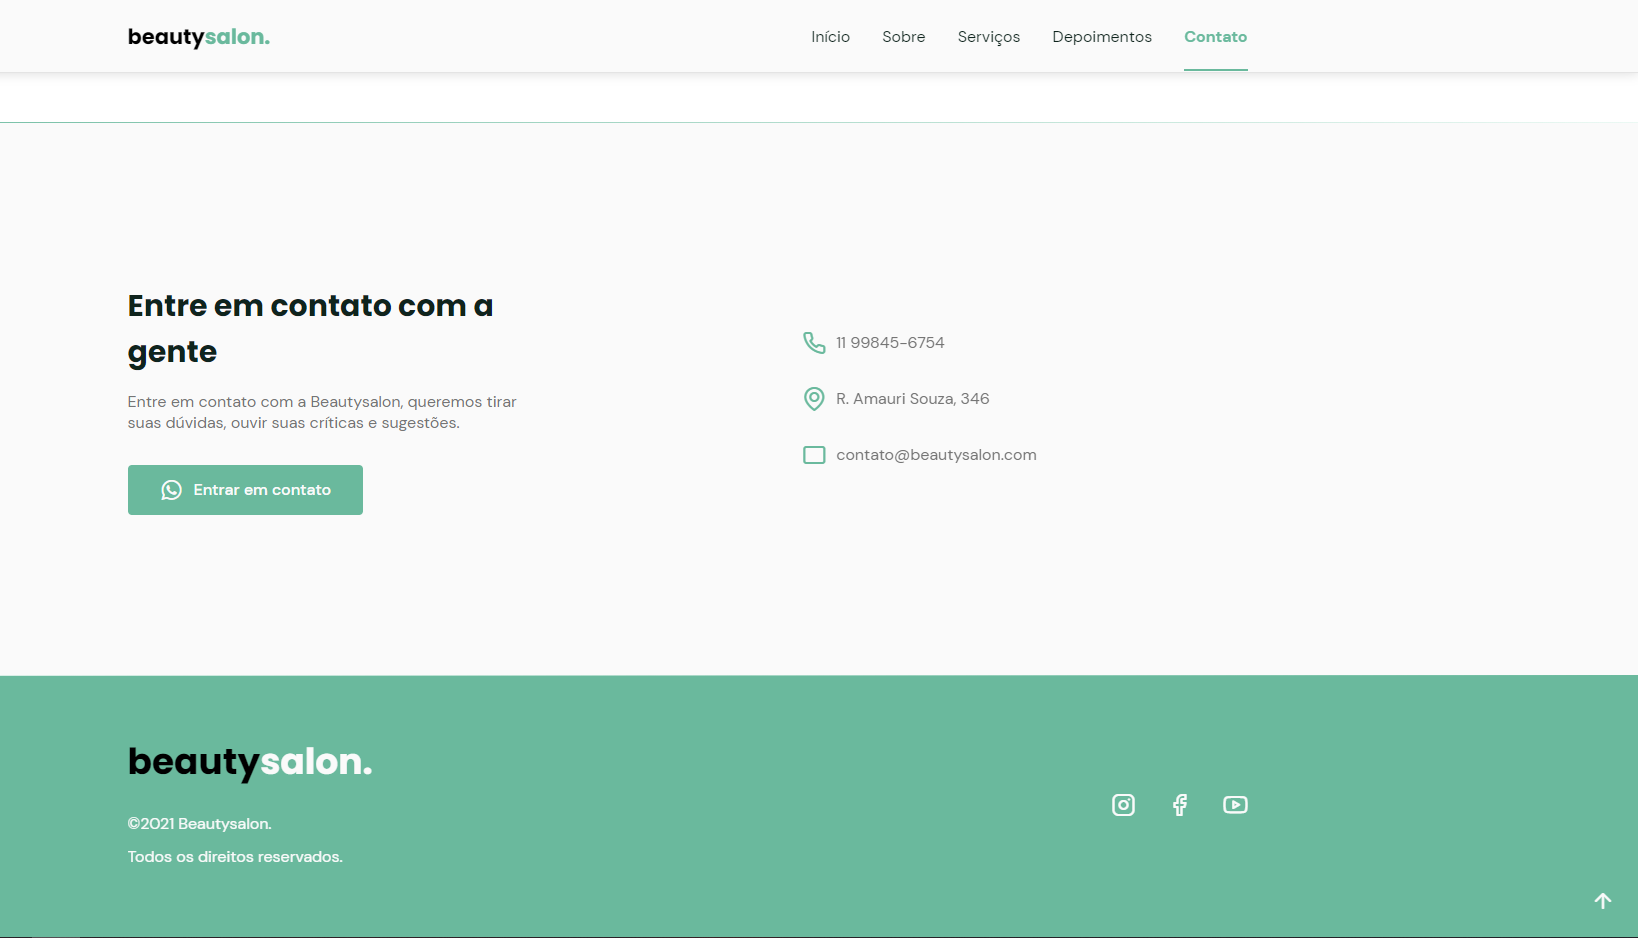 beautysalon.
Início Sobre Serviços Depoimentos Contato
Entre em contato com a
gente
Entre em contato com a Beautysalon, queremos tirar
suas dúvidas, ouvir suas críticas e sugestões.
Entrar em contato
11 99845-6754
R. Amauri Souza, 346
contato@beautysalon.com
beautysalon.
©2021 Beautysalon.
Todos os direitos reservados.